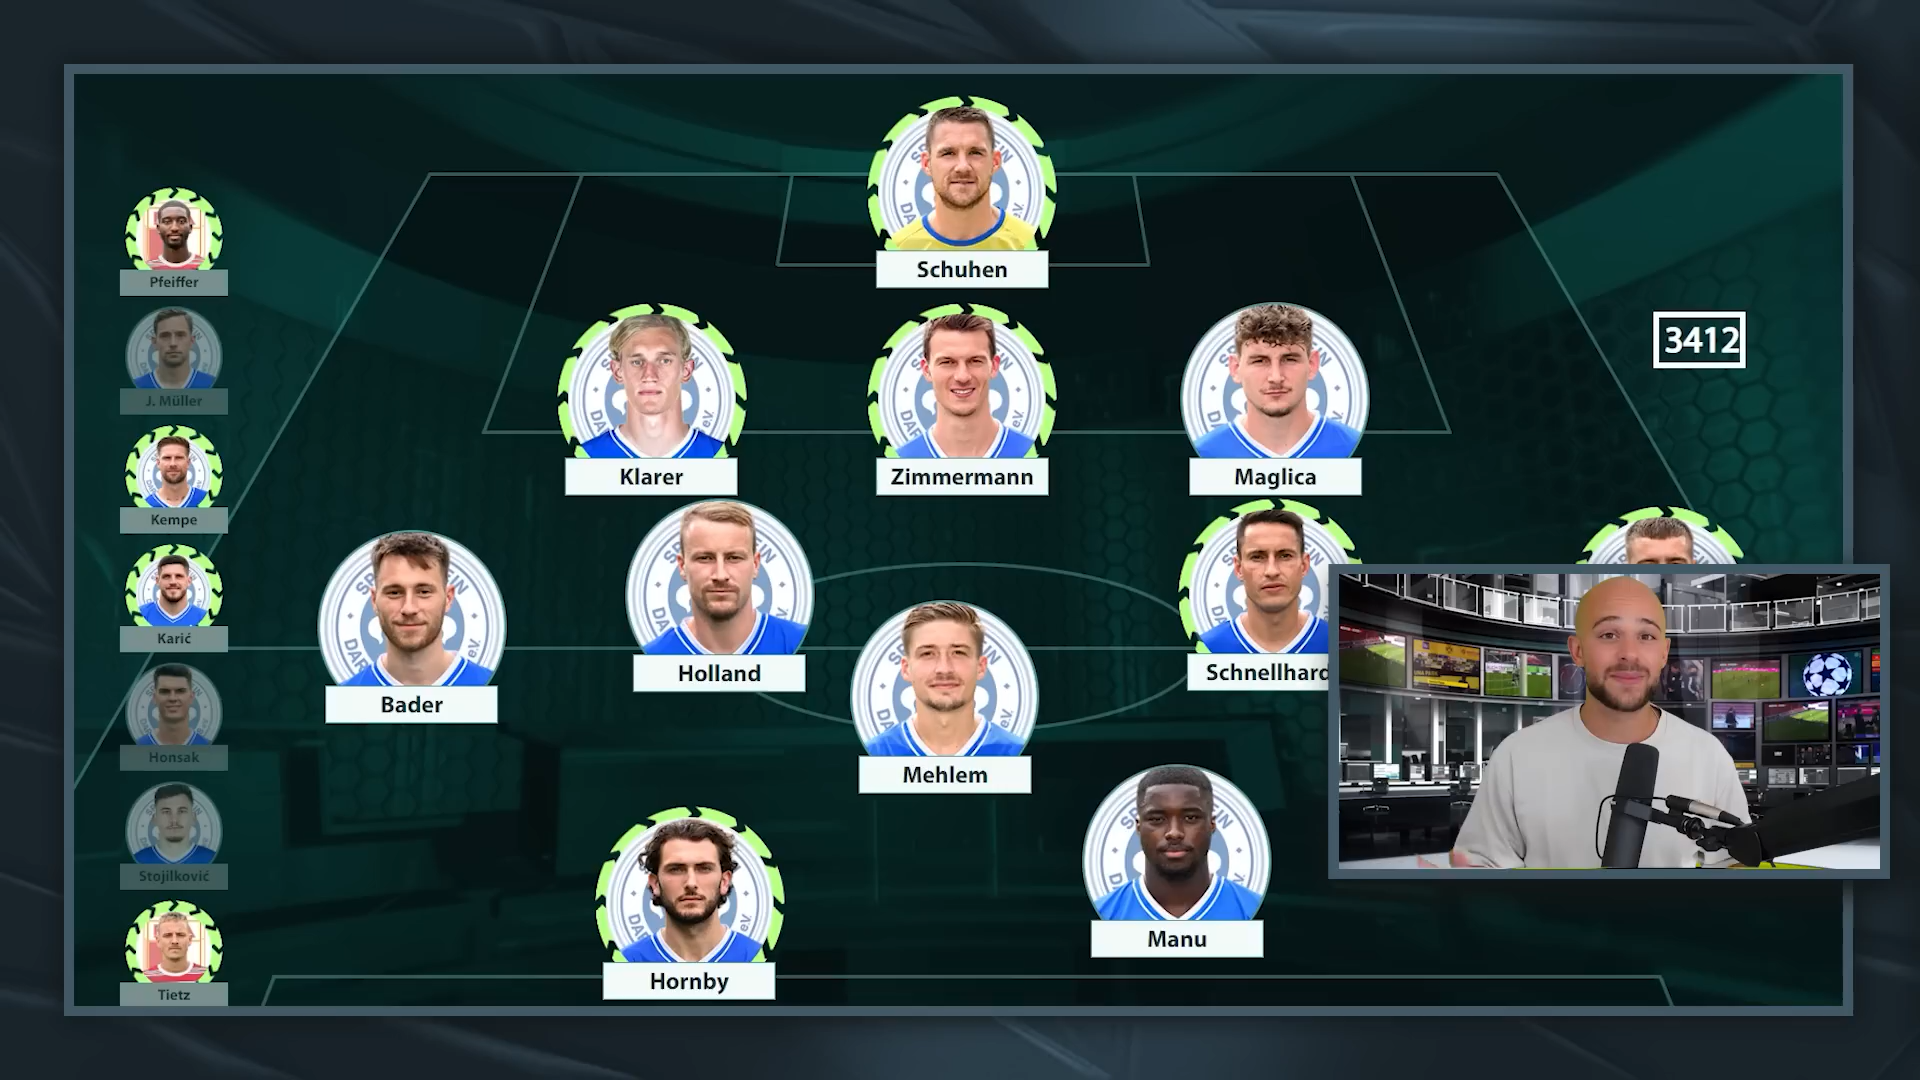 Schuhen
Pfeiffer
3412
J. Müller
Klarer
Zimmermann
Maglica
Kempe
Karić
Holland
Schnellhard
Bader
Honsak
Mehlem
Stojilković
Manu
Hornby
Tietz